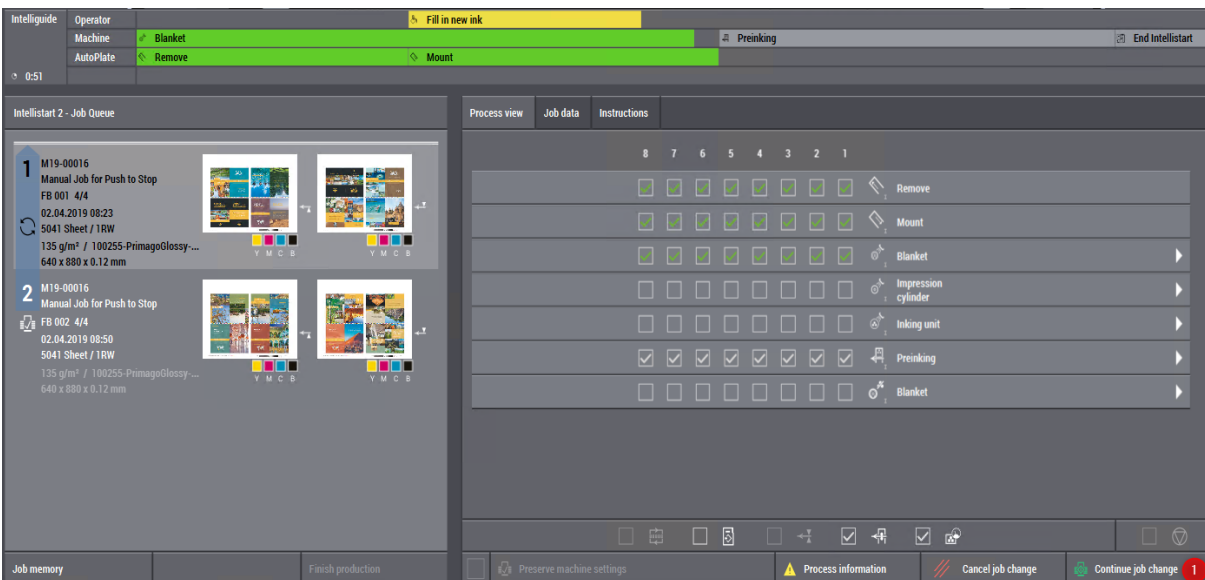 Intelliguide Operator Fill in new ink
Machine Blanket Preinking End Intellistart
AutoPlate Remove Mount
0:51
Intellistart 2 - Job Queue
Process view Job data Instructions
1 M19-00016
Manual Job for Push to Stop
FB 001 4/4
02.04.2019 08:23
5041 Sheet / 1RW
135 g/m² / 100255-PrimagoGlossy-...
640 x 880 x 0.12 mm
Y M C B
Y M C B
2 M19-00016
Manual Job for Push to Stop
FB 002 4/4
02.04.2019 08:50
5041 Sheet / 1RW
135 g/m² / 100255-PrimagoGlossy-...
640 x 880 x 0.12 mm
Y M C B
Y M C B
8 7 6 5 4 3 2 1
Remove
Mount
Blanket
Impression
cylinder
Inking unit
Preinking
Blanket
Job memory Finish production Preserve machine settings Process information Cancel job change Continue job change 1